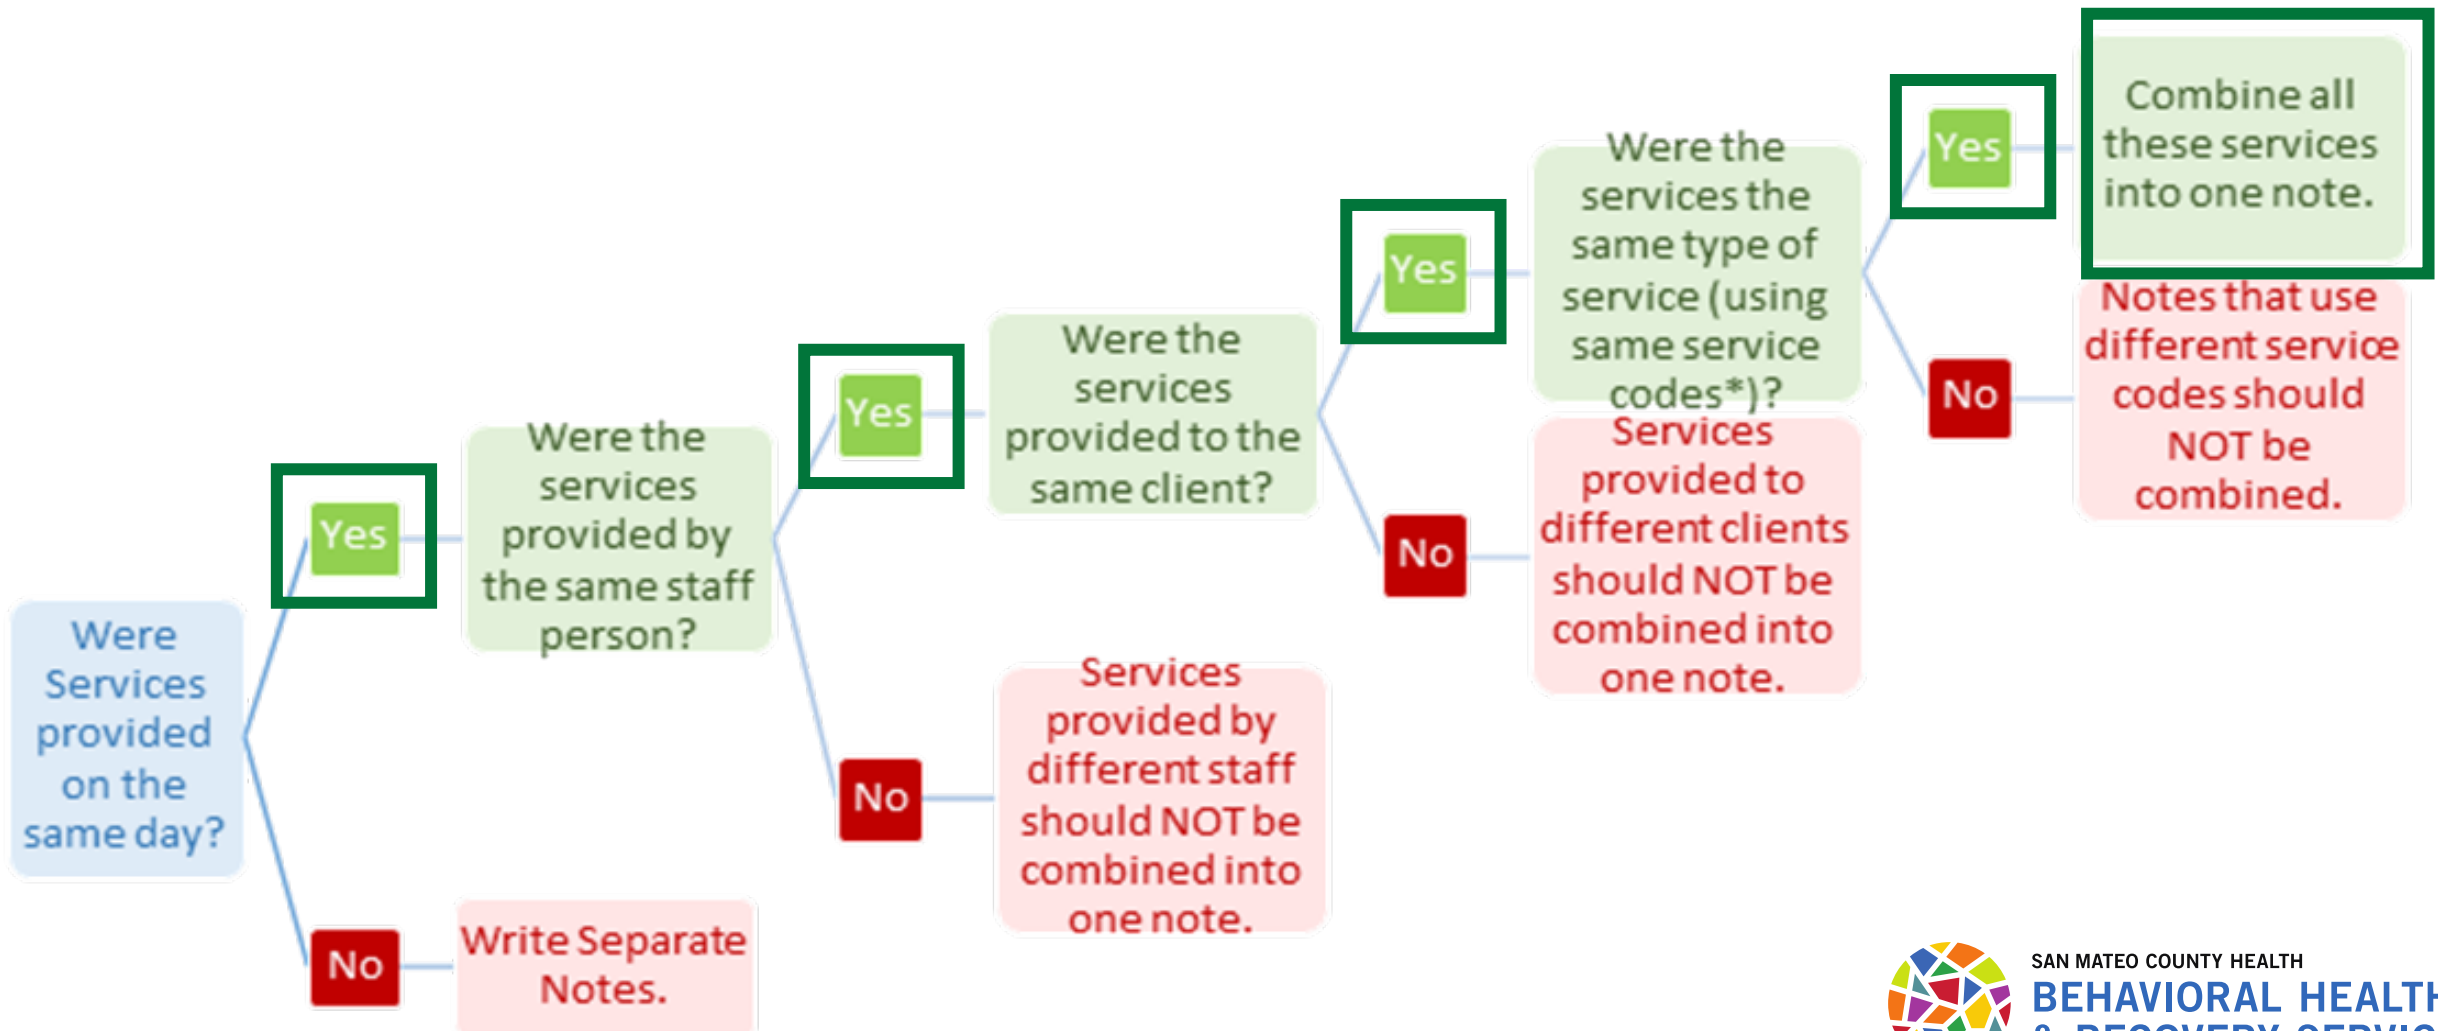 Were
Services
provided
on the
same day?
Yes
Were the
services
provided by
the same staff
person?
Yes
Were the
services
provided to the
same client?
Yes
Were the
services the
same type of
service (using
same service
codes*)?
Yes
Combine all
these services
into one note.
No
Notes that use
different service
codes should
NOT be
combined.
No
Services
provided to
different clients
should NOT be
combined into
one note.
No
Services
provided by
different staff
should NOT be
combined into
one note.
No
Write Separate
Notes.
SAN MATEO COUNTY HEALTH
BEHAVIORAL HEALTH
& RECOVERY SERVIC